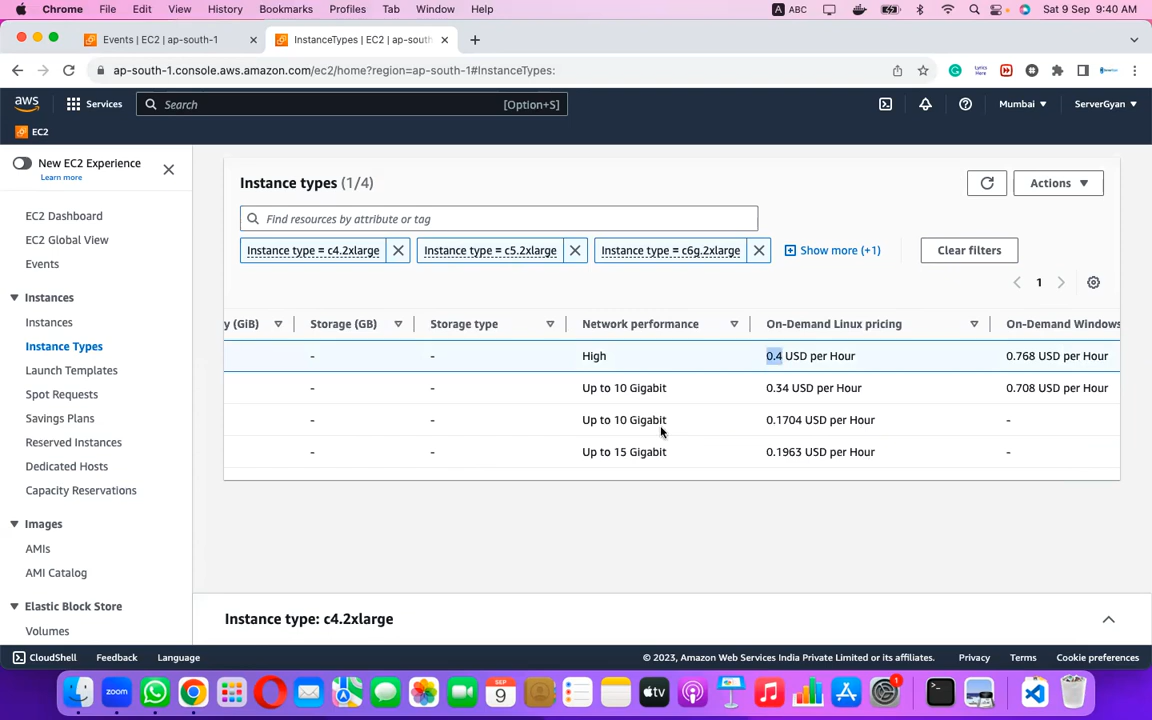 Chrome File Edit View History Bookmarks Profiles Tab Window Help A ABC Sat 9 Sep 9:40 AM
Events | EC2 | ap-south-1 InstanceTypes | EC2 | ap-south
ap-south-1.console.aws.amazon.com/ec2/home?region=ap-south-1#InstanceTypes:
aws Services Search [Option+S] Mumbai ServerGyan
EC2
New EC2 Experience
Learn more
EC2 Dashboard
EC2 Global View
Events
Instances
Instances
Instance Types
Launch Templates
Spot Requests
Savings Plans
Reserved Instances
Dedicated Hosts
Capacity Reservations
Images
AMIs
AMI Catalog
Elastic Block Store
Volumes
Instance types (1/4)
Actions
Find resources by attribute or tag
Instance type = c4.2xlarge Instance type = c5.2xlarge Instance type = c6g.2xlarge Show more (+1) Clear filters
1
y (GiB) Storage (GB) Storage type Network performance On-Demand Linux pricing On-Demand Windows
- - High 0.4 USD per Hour 0.768 USD per Hour
- - Up to 10 Gigabit 0.34 USD per Hour 0.708 USD per Hour
- - Up to 10 Gigabit 0.1704 USD per Hour -
- - Up to 15 Gigabit 0.1963 USD per Hour -
Instance type: c4.2xlarge
CloudShell Feedback Language © 2023, Amazon Web Services India Private Limited or its affiliates. Privacy Terms Cookie preferences
zoom SEP 9 tv 1